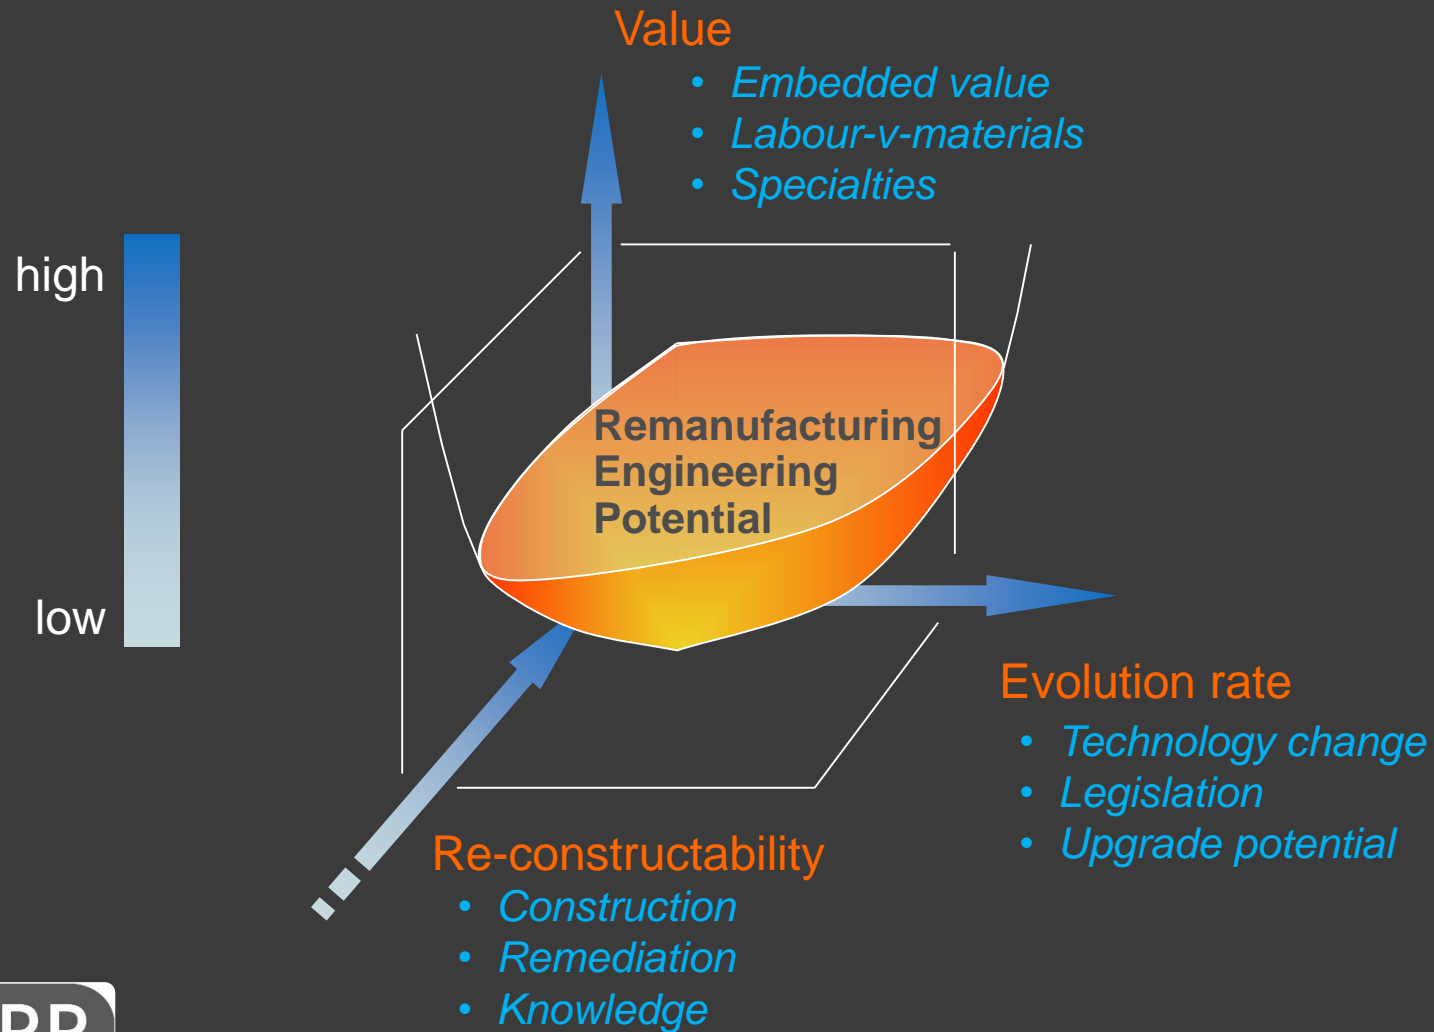 Value
• Embedded value
• Labour-v-materials
• Specialties
high
low
Remanufacturing
Engineering
Potential
Evolution rate
• Technology change
• Legislation
• Upgrade potential
Re-constructability
• Construction
• Remediation
• Knowledge